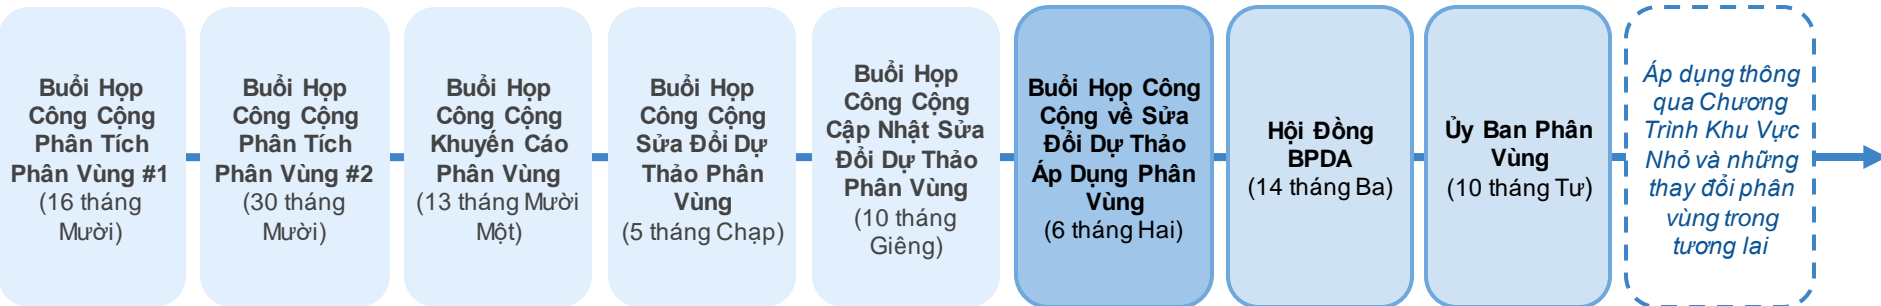 Buổi Họp
Công Cộng
Phân Tích
Phân Vùng #1
(16 tháng
Mười)
Buổi Họp
Công Cộng
Phân Tích
Phân Vùng #2
(30 tháng
Mười)
Buổi Họp
Công Cộng
Khuyến Cáo
Phân Vùng
(13 tháng Mười
Một)
Buổi Họp
Công Cộng
Sửa Đổi Dự
Thảo Phân
Vùng
(5 tháng Chạp)
Buổi Họp
Công Cộng
Cập Nhật Sửa
Đổi Dự Thảo
Phân Vùng
(10 tháng
Giêng)
Buổi Họp Công
Cộng về Sửa
Đổi Dự Thảo
Áp Dụng Phân
Vùng
(6 tháng Hai)
Hội Đồng
BPDA
(14 tháng Ba)
Ủy Ban Phân
Vùng
(10 tháng Tư)
Áp dụng thông
qua Chương
Trình Khu Vực
Nhỏ và những
thay đổi phân
vùng trong
tương lai